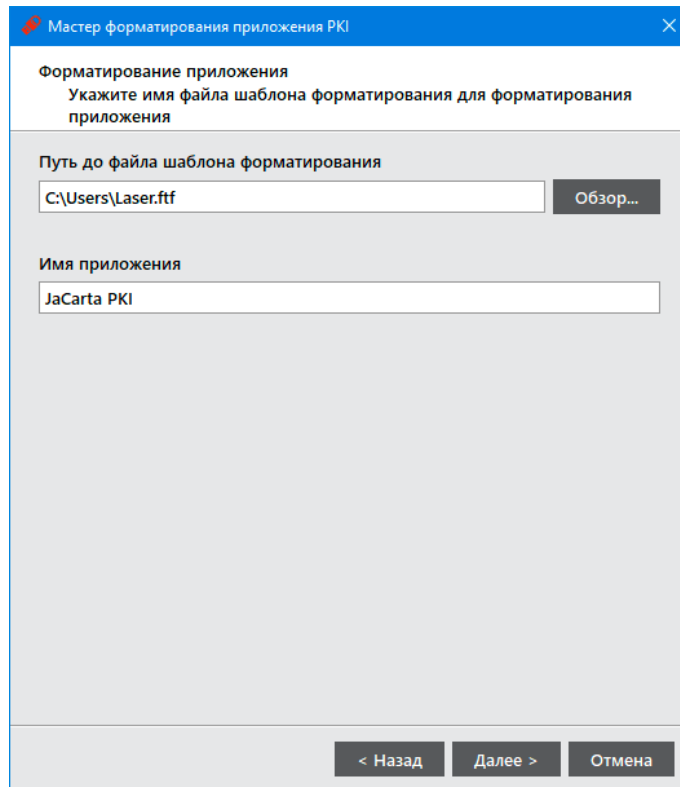 Мастер форматирования приложения PKI
Форматирование приложения
Укажите имя файла шаблона форматирования для форматирования
приложения
Путь до файла шаблона форматирования
C:\Users\Laser.ftf
Обзор...
Имя приложения
JaCarta PKI
< Назад
Далее >
Отмена